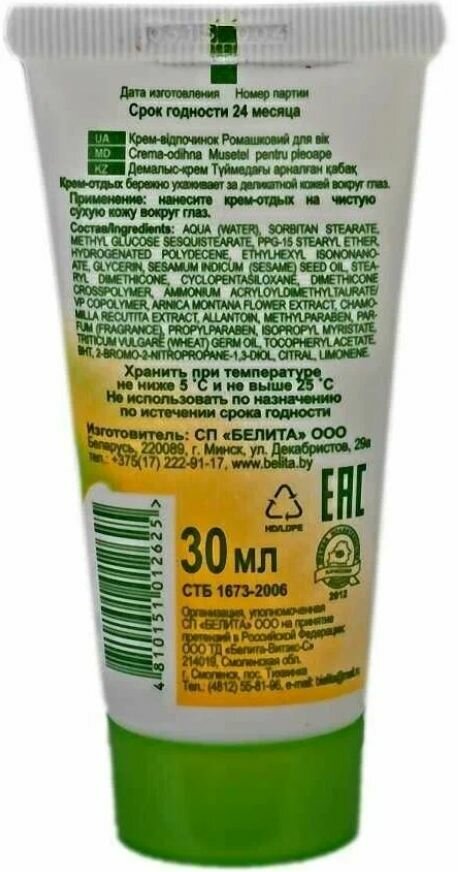 Дата изготовления Номер партии
Срок годности 24 месяца
UA Крем-відпочинок Ромашковий для вік
MD Crema-odihna Musetel pentru pleoape
KZ Демалыс-крем Түймедағы арналған қабақ
Крем-отдых бережно ухаживает за деликатной кожей вокруг глаз.
Применение: нанесите крем-отдых на чистую
сухую кожу вокруг глаз.
Состав/Ingredients: AQUA (WATER), SORBITAN STEARATE,
METHYL GLUCOSE SESQUISTEARATE, PPG-15 STEARYL ETHER,
HYDROGENATED POLYDECENE, ETHYLHEXYL ISONONANO-
ATE, GLYCERIN, SESAMUM INDICUM (SESAME) SEED OIL, STEA-
RYL DIMETHICONE, CYCLOPENTASILOXANE, DIMETHICONE
CROSSPOLYMER, AMMONIUM ACRYLOYLDIMETHYLTAURATE/
VP COPOLYMER, ARNICA MONTANA FLOWER EXTRACT, CHAMO-
MILLA RECUTITA EXTRACT, ALLANTOIN, METHYLPARABEN, PAR-
FUM (FRAGRANCE), PROPYLPARABEN, ISOPROPYL MYRISTATE,
TRITICUM VULGARE (WHEAT) GERM OIL, TOCOPHERYL ACETATE,
BHT, 2-BROMO-2-NITROPROPANE-1,3-DIOL, CITRAL, LIMONENE.
Хранить при температуре
не ниже 5 °С и не выше 25 °С
Не использовать по назначению
по истечении срока годности
Изготовитель: СП «БЕЛИТА» ООО
Беларусь, 220089, г. Минск, ул. Декабристов, 29а
тел.: +375(17) 222-91-17, www.belita.by
HD/LDPE
EAC
30 мл
СТБ 1673-2006
2012
4 810151 012625 >
Организация, уполномоченная
СП «БЕЛИТА» ООО на принятие
претензий в Российской Федерации:
ООО ТД «Белита-Витэкс-С»
214019, Смоленская обл.
г. Смоленск, пос. Тихвинка
Тел. (4812) 55-81-96, e-mail: